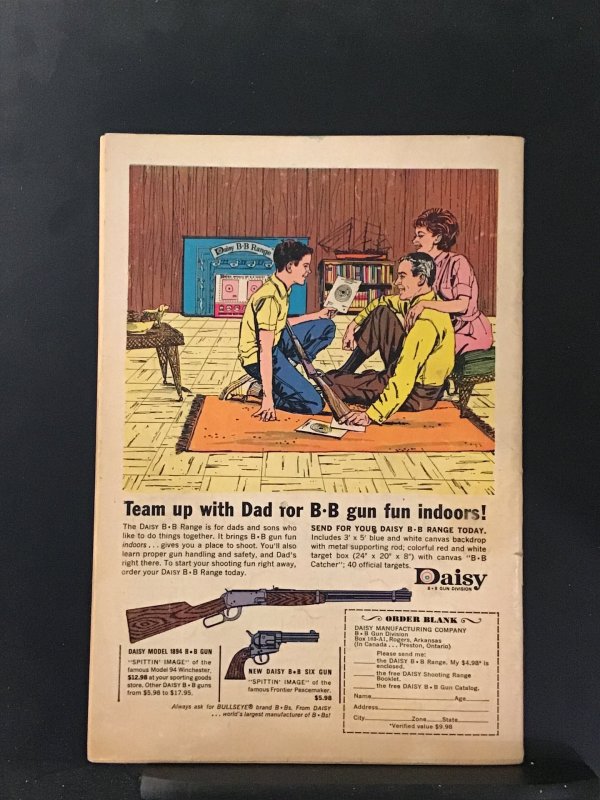 Daisy B·B Range
Team up with Dad for B·B gun fun indoors!
The DAISY B·B Range is for dads and sons who
like to do things together. It brings B·B gun fun
indoors . . . gives you a place to shoot. You'll also
learn proper gun handling and safety, and Dad's
right there. To start your shooting fun right away,
order your DAISY B·B Range today.
SEND FOR YOUR DAISY B·B RANGE TODAY.
Includes 3' x 5' blue and white canvas backdrop
with metal supporting rod; colorful red and white
target box (24" x 20" x 8") with canvas "B·B
Catcher"; 40 official targets.
Daisy
B·B GUN DIVISION
DAISY MODEL 1894 B·B GUN
"SPITTIN' IMAGE" of the
famous Model 94 Winchester.
$12.98 at your sporting goods
store. Other DAISY B·B guns
from $5.98 to $17.95.
NEW DAISY B·B SIX GUN
"SPITTIN' IMAGE" of the
famous Frontier Peacemaker.
$5.98
Always ask for BULLSEYE® brand B·Bs. From DAISY
. . . world's largest manufacturer of B·Bs!
ORDER BLANK
DAISY MANUFACTURING COMPANY
B·B Gun Division
Box 163-A1, Rogers, Arkansas
(In Canada . . . Preston, Ontario)
Please send me:
the DAISY B·B Range. My $4.98* is
enclosed.
the free DAISY Shooting Range
Booklet.
the free DAISY B·B Gun Catalog.
Name Age
Address
City Zone State
*Verified value $9.98